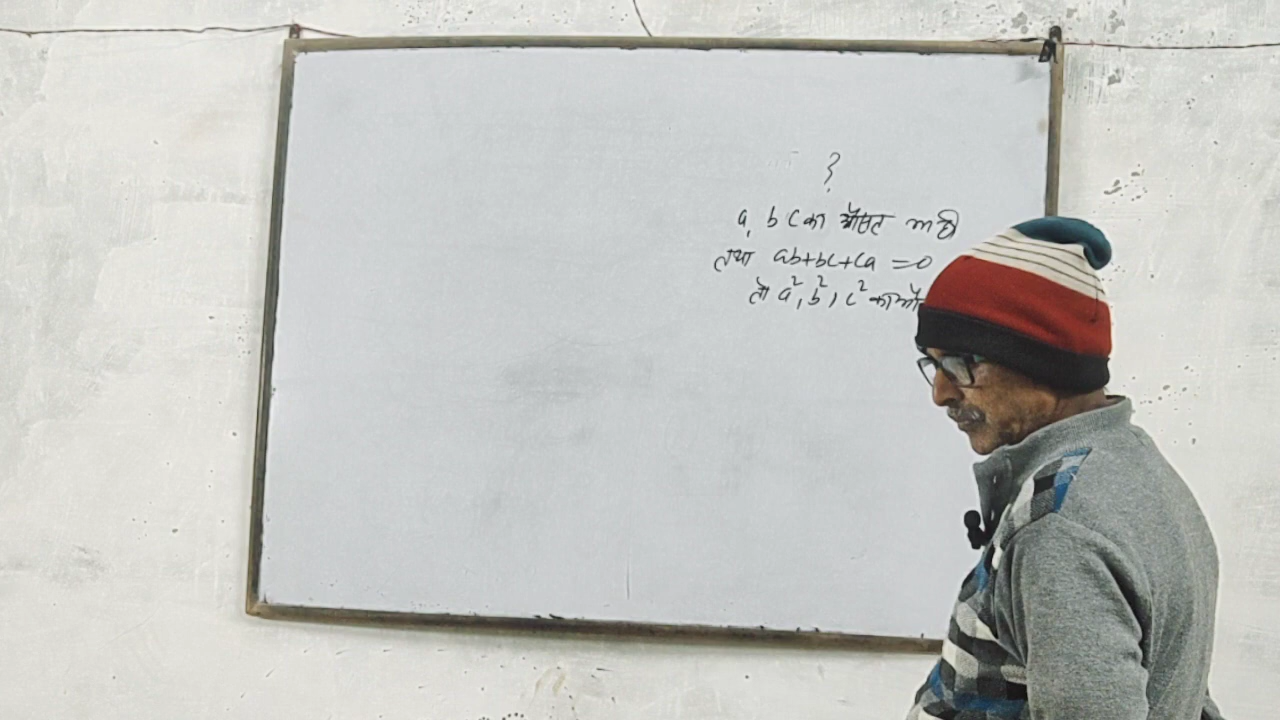 ?
a, b c का औसत m है
तथा ab+bc+ca =0
तो a², b², c² का औ